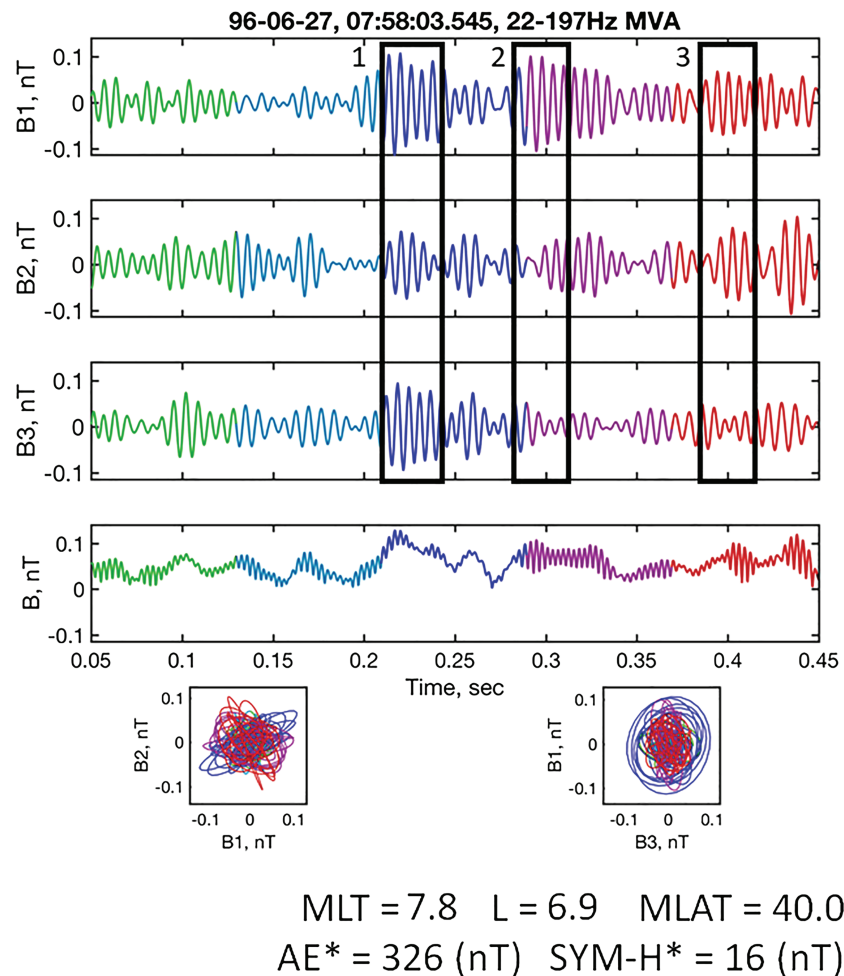 96-06-27, 07:58:03.545, 22-197Hz MVA
1 2 3
B1, nT
0.1
0
-0.1
B2, nT
0.1
0
-0.1
B3, nT
0.1
0
-0.1
B, nT
0.1
0
-0.1
0.05 0.1 0.15 0.2 0.25 0.3 0.35 0.4 0.45
Time, sec
B2, nT
0.1
0
-0.1
-0.1 0 0.1
B1, nT
B1, nT
0.1
0
-0.1
-0.1 0 0.1
B3, nT
MLT = 7.8 L = 6.9 MLAT = 40.0
AE* = 326 (nT) SYM-H* = 16 (nT)